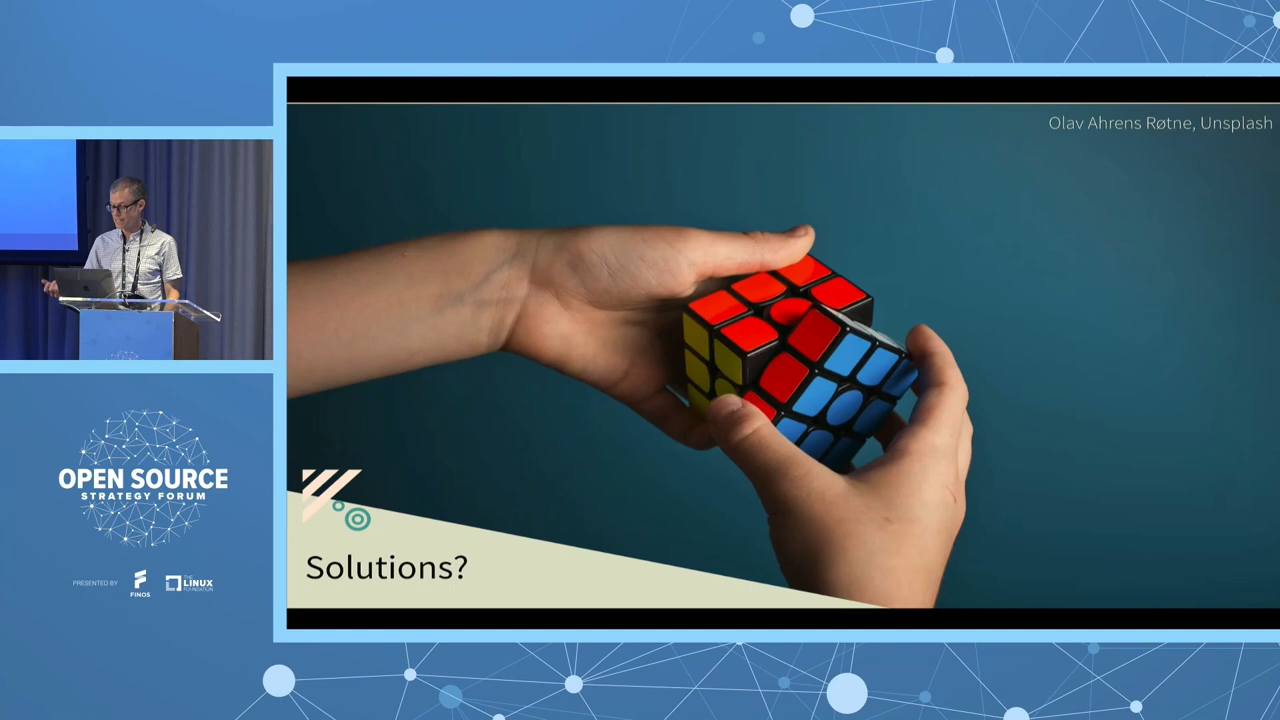 Olav Ahrens Røtne, Unsplash
Solutions?
OPEN SOURCE
STRATEGY FORUM
PRESENTED BY
FINOS
THE
LINUX
FOUNDATION